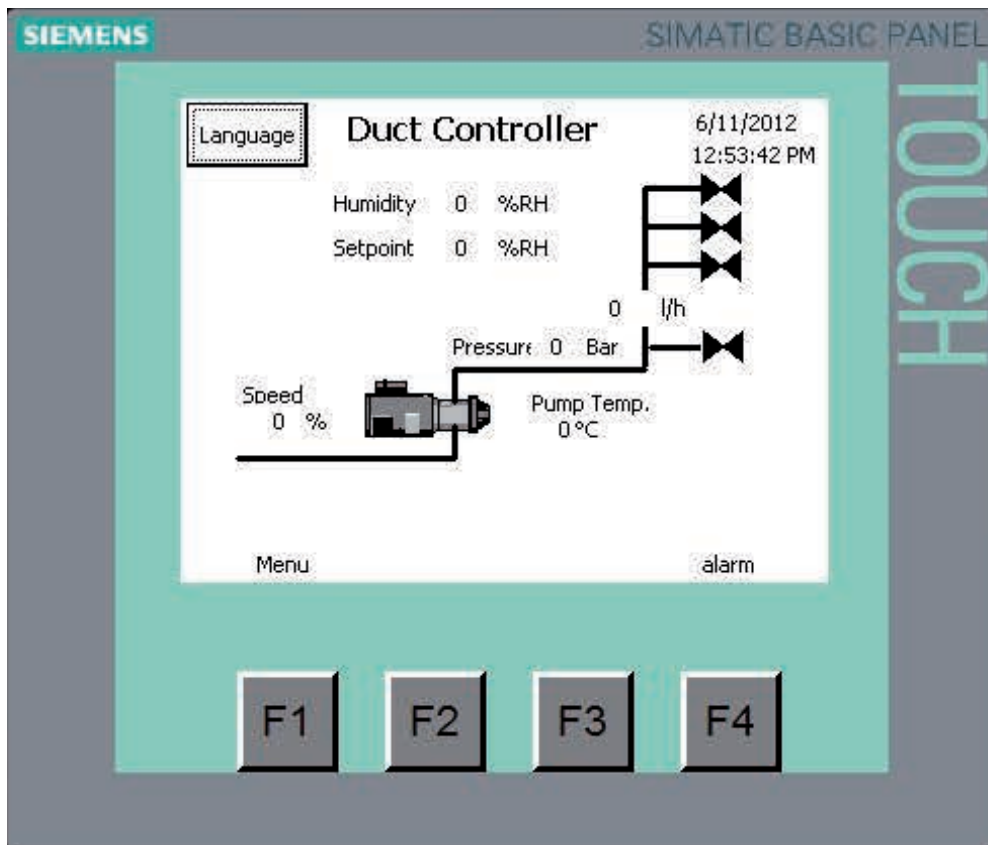 SIEMENS
SIMATIC BASIC PANEL
TOUCH
Language
Duct Controller
6/11/2012
12:53:42 PM
Humidity 0 %RH
Setpoint 0 %RH
0 l/h
Pressure 0 Bar
Speed
0 %
Pump Temp.
0 °C
Menu
alarm
F1 F2 F3 F4